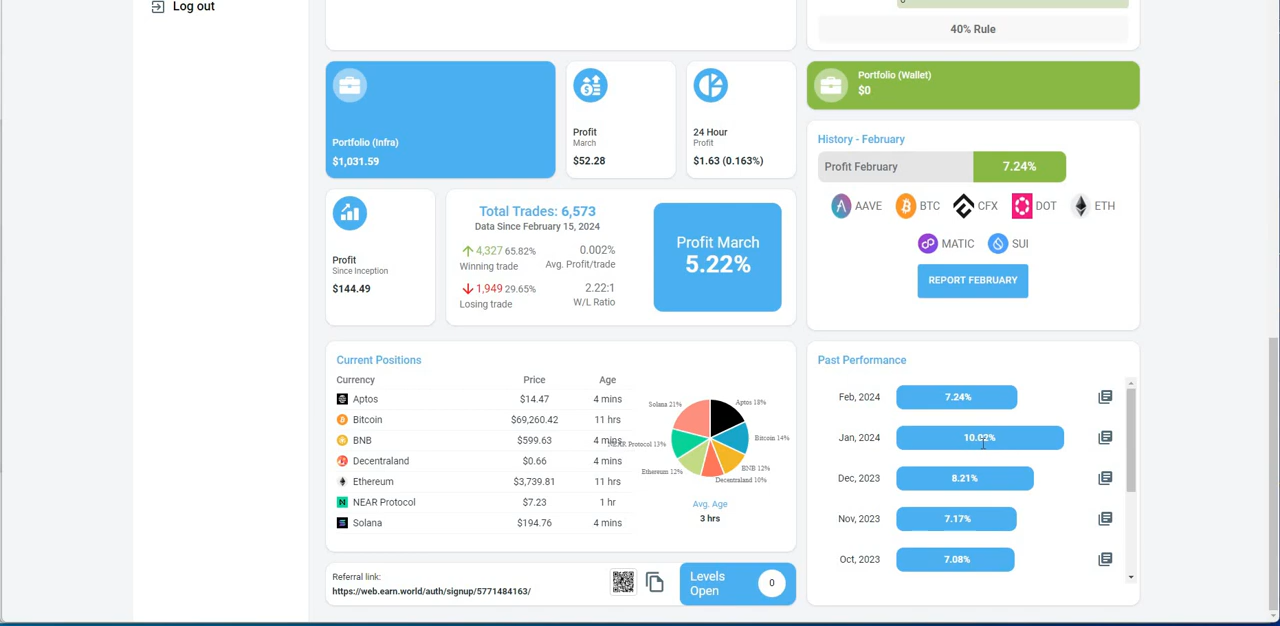 Log out
40% Rule
Portfolio (Infra)
$1,031.59
Profit
March
$52.28
24 Hour
Profit
$1.63 (0.163%)
Portfolio (Wallet)
$0
Profit
Since Inception
$144.49
Total Trades: 6,573
Data Since February 15, 2024
4,327 65.82%
Winning trade
0.002%
Avg. Profit/trade
1,949 29.65%
Losing trade
2.22:1
W/L Ratio
Profit March
5.22%
History - February
Profit February 7.24%
AAVE BTC CFX DOT ETH
MATIC SUI
REPORT FEBRUARY
Current Positions
Currency Price Age
Aptos $14.47 4 mins
Bitcoin $69,260.42 11 hrs
BNB $599.63 4 mins
Decentraland $0.66 4 mins
Ethereum $3,739.81 11 hrs
NEAR Protocol $7.23 1 hr
Solana $194.76 4 mins
Solana 21%
Aptos 18%
Bitcoin 14%
NEAR Protocol 13%
BNB 12%
Ethereum 12%
Decentraland 10%
Avg. Age
3 hrs
Past Performance
Feb, 2024 7.24%
Jan, 2024 10.02%
Dec, 2023 8.21%
Nov, 2023 7.17%
Oct, 2023 7.08%
Referral link:
https://web.earn.world/auth/signup/5771484163/
Levels
Open
0